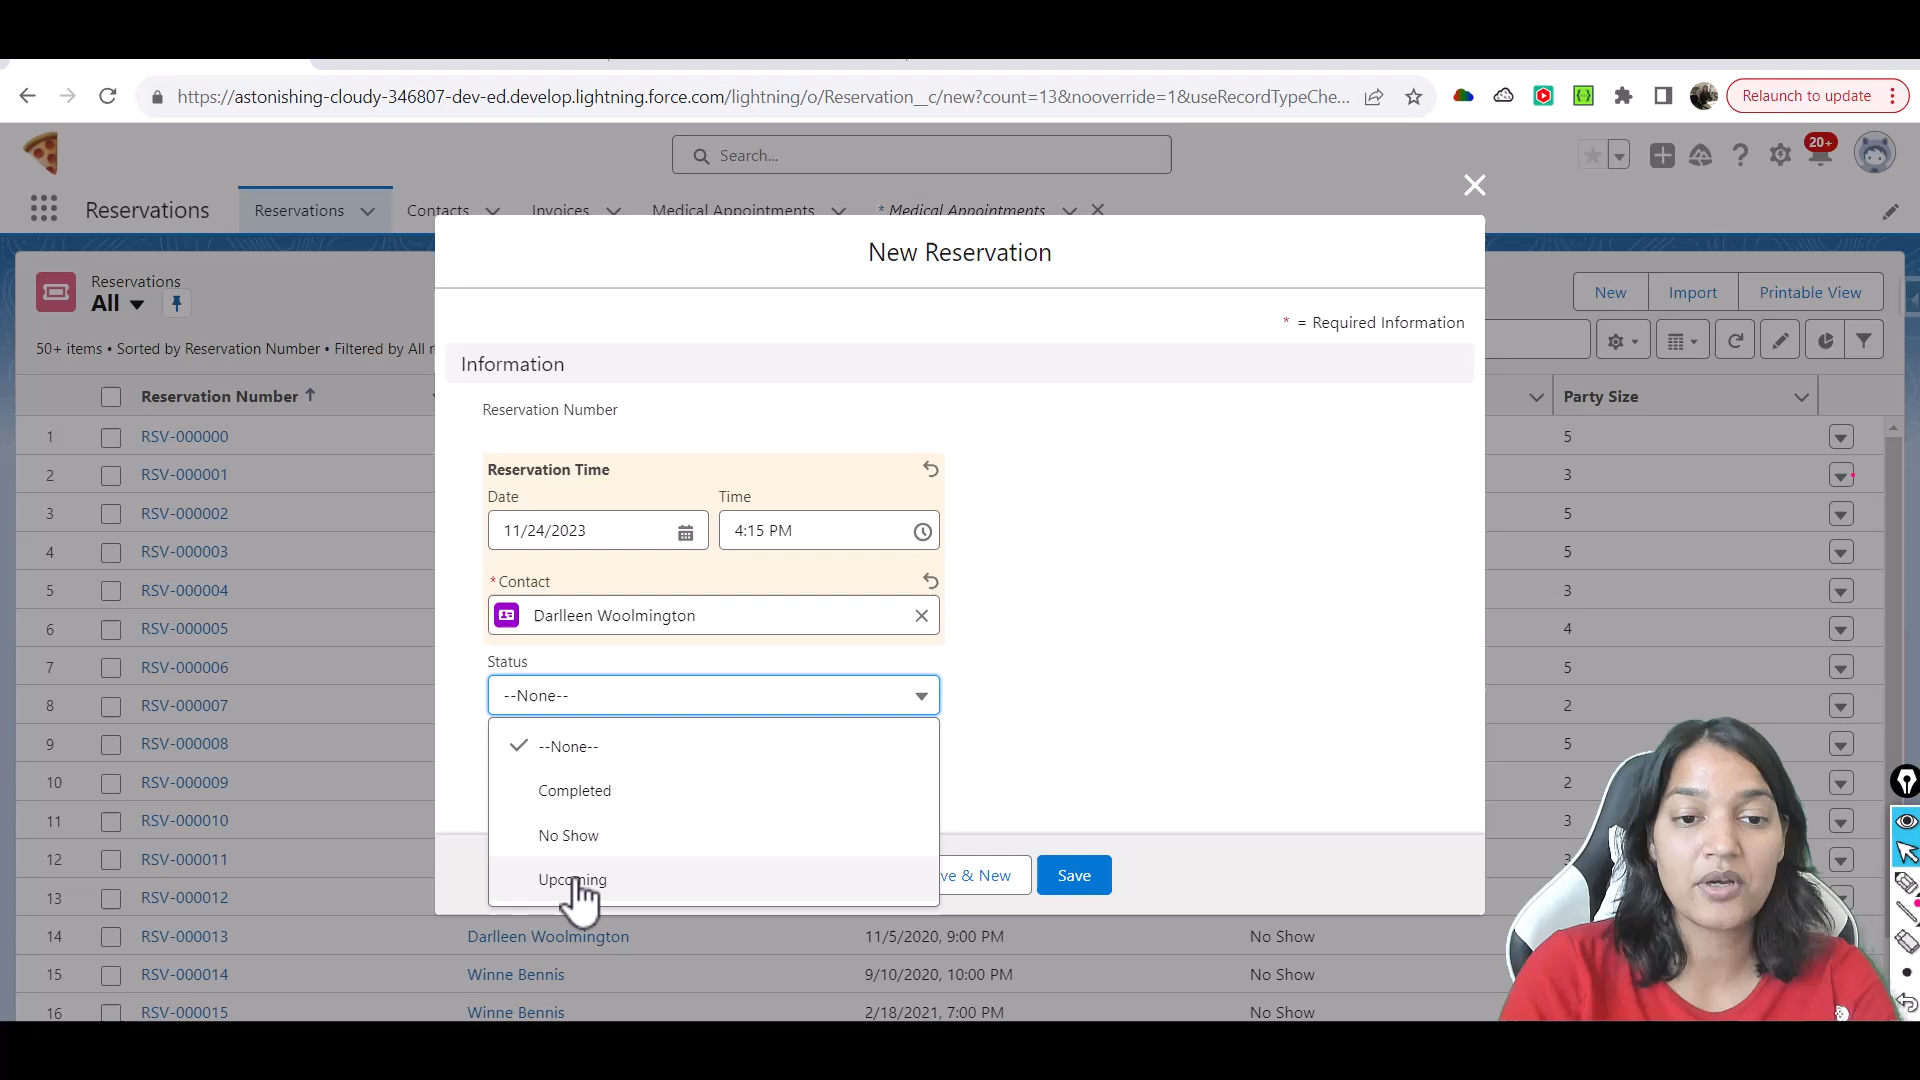 https://astonishing-cloudy-346807-dev-ed.develop.lightning.force.com/lightning/o/Reservation__c/new?count=13&nooverride=1&useRecordTypeChe...
Relaunch to update
Search...
20+
Reservations
Reservations
Contacts
Invoices
Medical Appointments
* Medical Appointments
New Reservation
Reservations
All
New
Import
Printable View
50+ items • Sorted by Reservation Number • Filtered by All
* = Required Information
Information
Reservation Number
Reservation Time
Date
Time
11/24/2023
4:15 PM
* Contact
Darlleen Woolmington
Status
--None--
--None--
Completed
No Show
Upcoming
ve & New
Save
Reservation Number
Party Size
1 RSV-000000 5
2 RSV-000001 3
3 RSV-000002 5
4 RSV-000003 5
5 RSV-000004 3
6 RSV-000005 4
7 RSV-000006 5
8 RSV-000007 2
9 RSV-000008 5
10 RSV-000009 2
11 RSV-000010 3
12 RSV-000011
13 RSV-000012
14 RSV-000013 Darlleen Woolmington 11/5/2020, 9:00 PM No Show
15 RSV-000014 Winne Bennis 9/10/2020, 10:00 PM No Show
16 RSV-000015 Winne Bennis 2/18/2021, 7:00 PM No Show